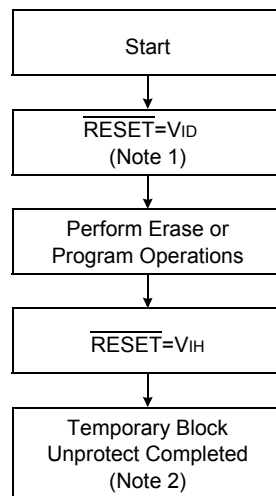 Start
RESET=VID
(Note 1)
Perform Erase or
Program Operations
RESET=VIH
Temporary Block
Unprotect Completed
(Note 2)